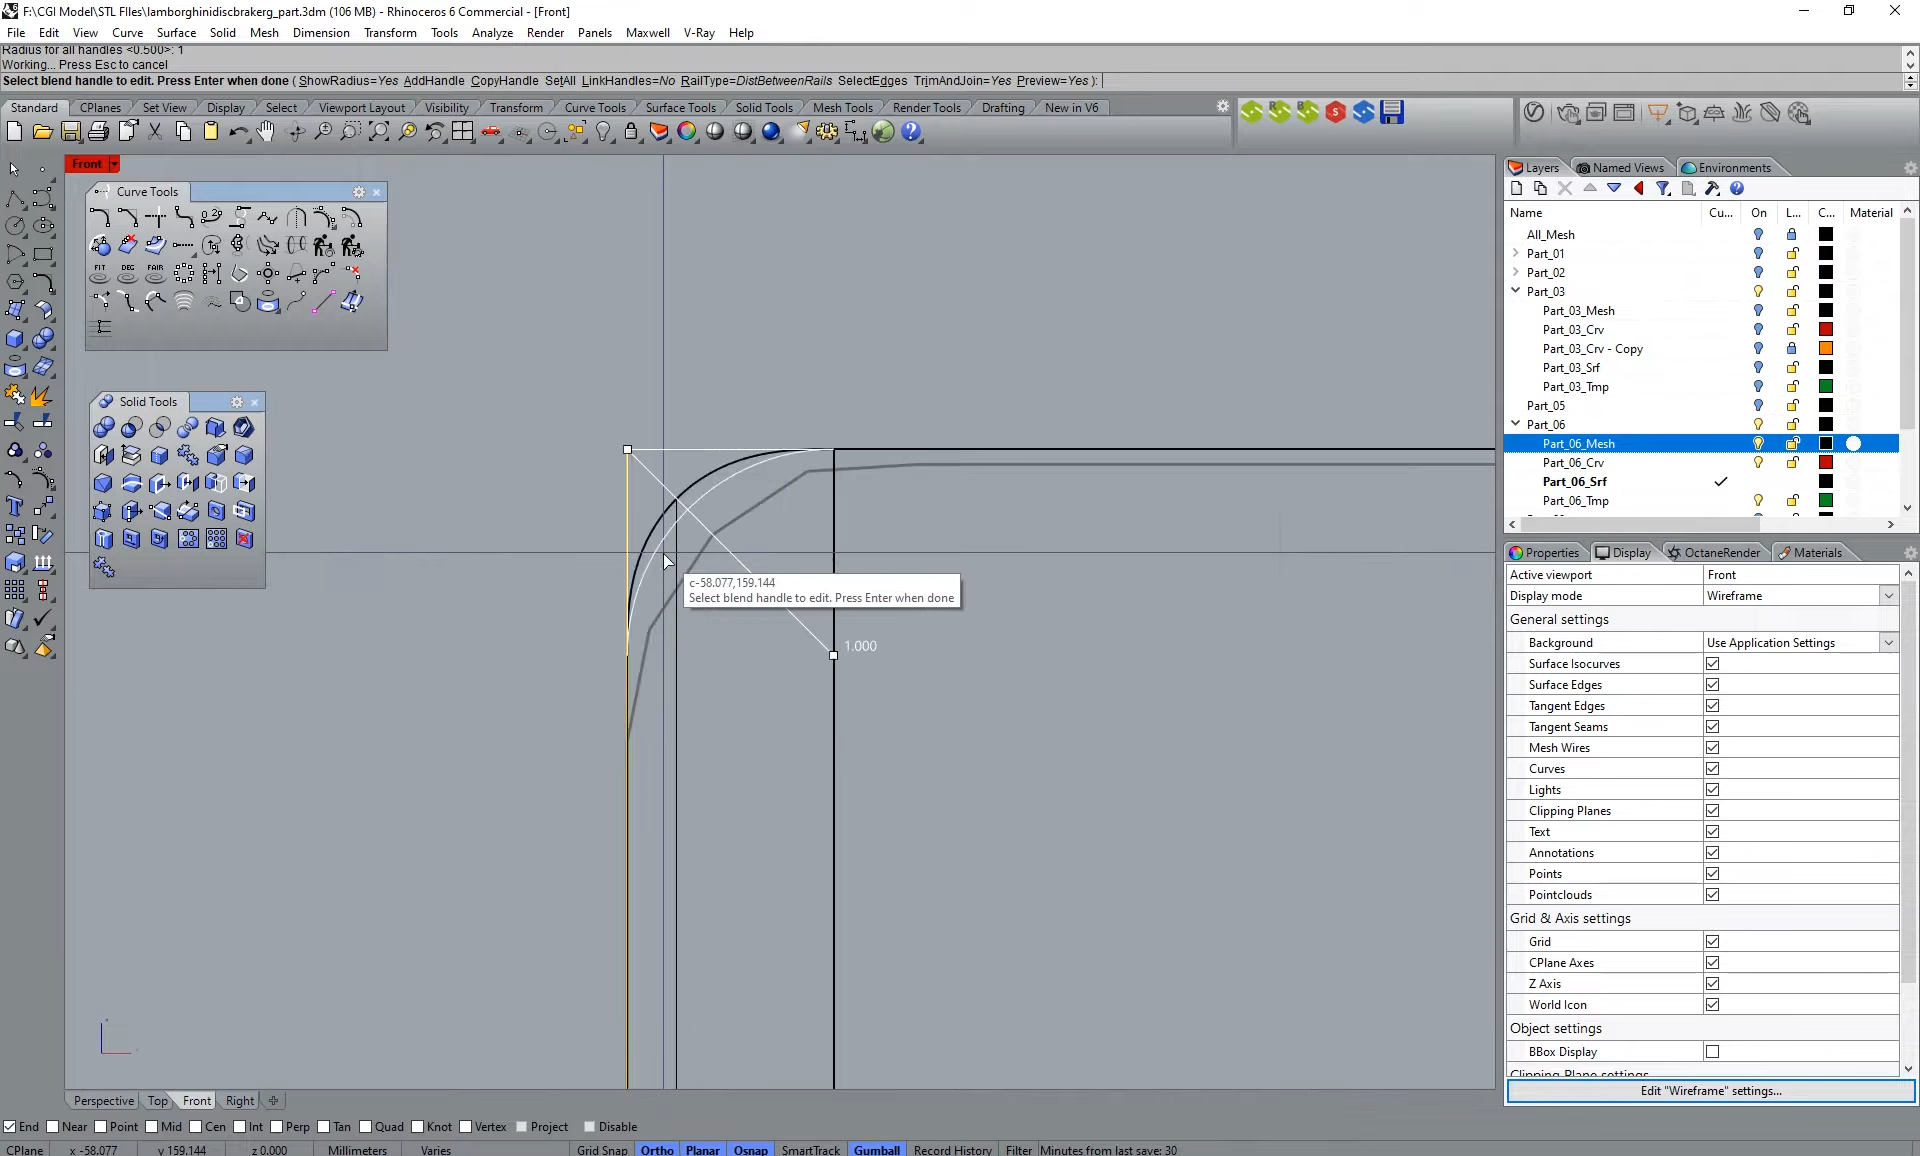 F:\CGI Model\STL FIles\lamborghinidiscbrakerg_part.3dm (106 MB) - Rhinoceros 6 Commercial - [Front]
File Edit View Curve Surface Solid Mesh Dimension Transform Tools Analyze Render Panels Maxwell V-Ray Help
Radius for all handles <0.500>: 1
Working... Press Esc to cancel
Select blend handle to edit. Press Enter when done ( ShowRadius=Yes AddHandle CopyHandle SetAll LinkHandles=No RailType=DistBetweenRails SelectEdges TrimAndJoin=Yes Preview=Yes ):
Standard CPlanes Set View Display Select Viewport Layout Visibility Transform Curve Tools Surface Tools Solid Tools Mesh Tools Render Tools Drafting New in V6
Front
Curve Tools
FIT DEG FAIR
Solid Tools
c-58.077,159.144
Select blend handle to edit. Press Enter when done
1.000
Layers Named Views Environments
Name Cu... On L... C... Material
All_Mesh
Part_01
Part_02
Part_03
Part_03_Mesh
Part_03_Crv
Part_03_Crv - Copy
Part_03_Srf
Part_03_Tmp
Part_05
Part_06
Part_06_Mesh
Part_06_Crv
Part_06_Srf
Part_06_Tmp
Properties Display OctaneRender Materials
Active viewport Front
Display mode Wireframe
General settings
Background Use Application Settings
Surface Isocurves
Surface Edges
Tangent Edges
Tangent Seams
Mesh Wires
Curves
Lights
Clipping Planes
Text
Annotations
Points
Pointclouds
Grid & Axis settings
Grid
CPlane Axes
Z Axis
World Icon
Object settings
BBox Display
Clipping Plane settings
Edit "Wireframe" settings...
Perspective Top Front Right
End Near Point Mid Cen Int Perp Tan Quad Knot Vertex Project Disable
CPlane x -58.077 y 159.144 z 0.000 Millimeters Varies Grid Snap Ortho Planar Osnap SmartTrack Gumball Record History Filter Minutes from last save: 30